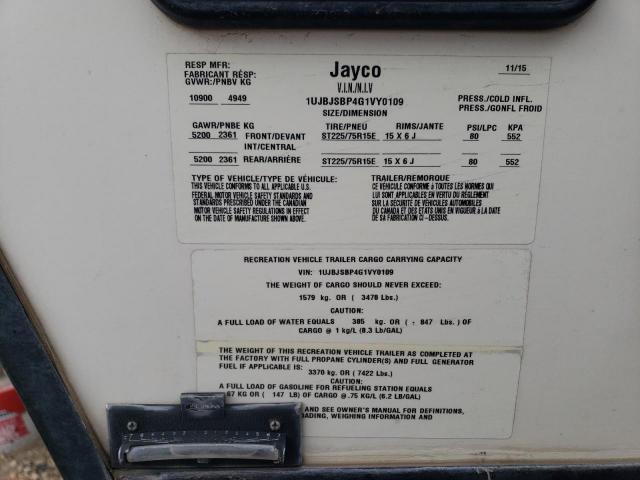 RESP MFR: Jayco 11/15
FABRICANT RÉSP:
GVWR:/PNBV KG V.I.N./N.I.V
10900 4949 1UJBJSBP4G1VY0109 PRESS./COLD INFL.
SIZE/DIMENSION PRESS./GONFL FROID
GAWR/PNBE KG TIRE/PNEU RIMS/JANTE PSI/LPC KPA
5200 2361 FRONT/DEVANT ST225/75R15E 15 X 6 J 80 552
INT/CENTRAL
5200 2361 REAR/ARRIÉRE ST225/75R15E 15 X 6 J 80 552
TYPE OF VEHICLE/TYPE DE VÉHICULE: TRAILER/REMORQUE
THIS VEHICLE CONFORMS TO ALL APPLICABLE U.S. CE VÉHICULE CONFORME à TOUTES LES NORMES QUI
FEDERAL MOTOR VEHICLE SAFETY STANDARDS AND LUI SONT APPLICABLES EN VERTU DU RÈGLEMENT
STANDARDS PRESCRIBED UNDER THE CANADIAN SUR LA SÉCURITÉ DES VÉHICULES AUTOMOBILES
MOTOR VEHICLE SAFETY REGULATIONS IN EFFECT DU CANADA ET DES ETATS UNIS EN VIGUEUR à LA DATE
ON THE DATE OF MANUFACTURE SHOWN ABOVE. DE SA FABRICATION CI-DESSUS.
RECREATION VEHICLE TRAILER CARGO CARRYING CAPACITY
VIN: 1UJBJSBP4G1VY0109
THE WEIGHT OF CARGO SHOULD NEVER EXCEED:
1579 kg. OR ( 3478 Lbs.)
CAUTION:
A FULL LOAD OF WATER EQUALS 385 kg. OR ( 847 Lbs.) OF
CARGO @ 1 kg/L (8.3 Lb/GAL)
THE WEIGHT OF THIS RECREATION VEHICLE TRAILER AS COMPLETED AT
THE FACTORY WITH FULL PROPANE CYLINDER(S) AND FULL GENERATOR
FUEL IF APPLICABLE IS:
3370 kg. OR ( 7422 Lbs.)
CAUTION:
A FULL LOAD OF GASOLINE FOR REFUELING STATION EQUALS
67 KG OR ( 147 LB) OF CARGO @.75 KG/L (6.2 LB/GAL)
AND SEE OWNER'S MANUAL FOR DEFINITIONS,
OADING, WEIGHING INFORMATION AND